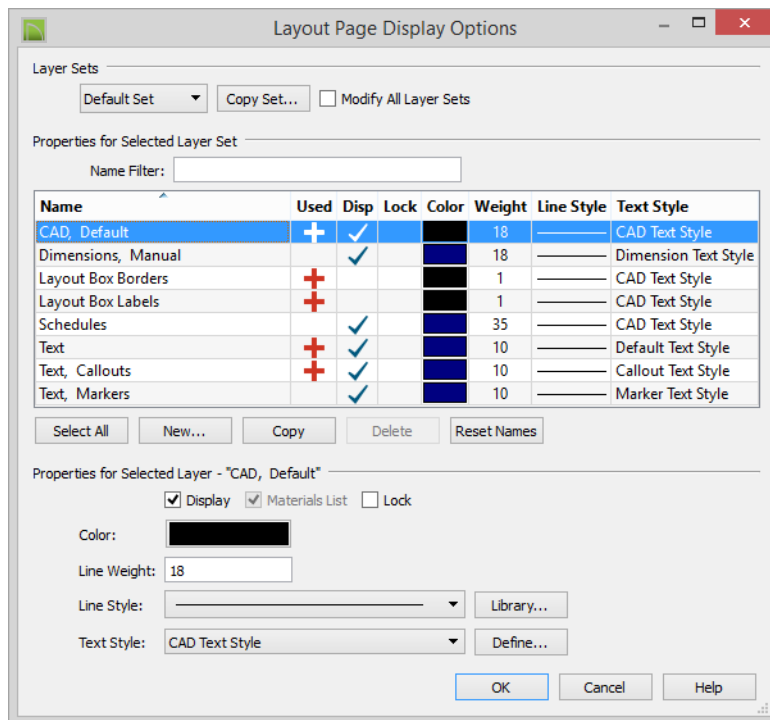 Layout Page Display Options
Layer Sets
Default Set Copy Set... Modify All Layer Sets
Properties for Selected Layer Set
Name Filter:
Name Used Disp Lock Color Weight Line Style Text Style
CAD, Default 18 CAD Text Style
Dimensions, Manual 18 Dimension Text Style
Layout Box Borders 1 CAD Text Style
Layout Box Labels 1 CAD Text Style
Schedules 35 CAD Text Style
Text 10 Default Text Style
Text, Callouts 10 Callout Text Style
Text, Markers 10 Marker Text Style
Select All New... Copy Delete Reset Names
Properties for Selected Layer - "CAD, Default"
Display Materials List Lock
Color:
Line Weight: 18
Line Style: Library...
Text Style: CAD Text Style Define...
OK Cancel Help